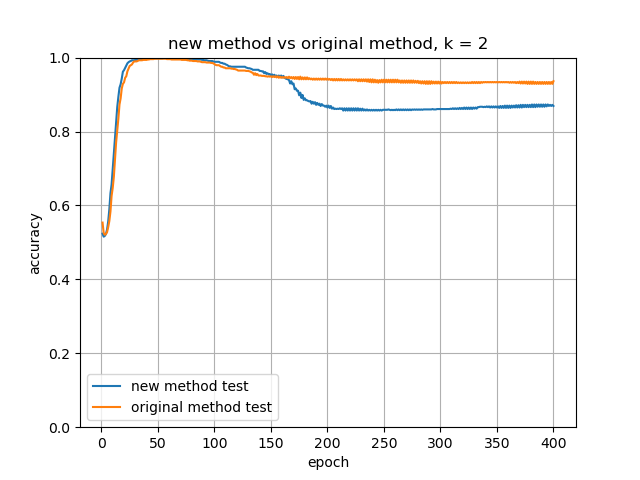 new method vs original method, k = 2
1.0
0.8
0.6
0.4
0.2
0.0
accuracy
new method test
original method test
0 50 100 150 200 250 300 350 400
epoch